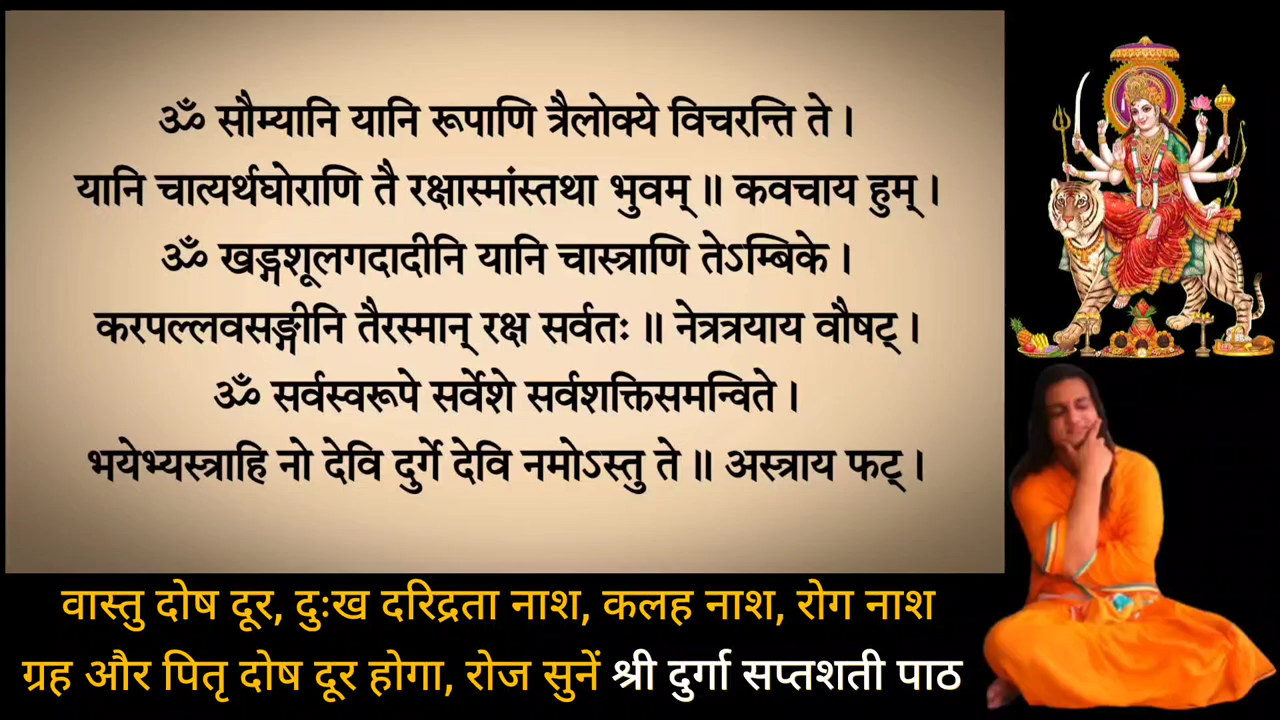 ॐ सौम्यानि यानि रूपाणि त्रैलोक्ये विचरन्ति ते ।
यानि चात्यर्थघोराणि तै रक्षास्मांस्तथा भुवम् ॥ कवचाय हुम् ।
ॐ खड्गशूलगदादीनि यानि चास्त्राणि तेऽम्बिके ।
करपल्लवसङ्गीनि तैरस्मान् रक्ष सर्वतः ॥ नेत्रत्रयाय वौषट् ।
ॐ सर्वस्वरूपे सर्वेशे सर्वशक्तिसमन्विते ।
भयेभ्यस्त्राहि नो देवि दुर्गे देवि नमोऽस्तु ते ॥ अस्त्राय फट् ।
वास्तु दोष दूर, दुःख दरिद्रता नाश, कलह नाश, रोग नाश
ग्रह और पितृ दोष दूर होगा, रोज सुनें श्री दुर्गा सप्तशती पाठ